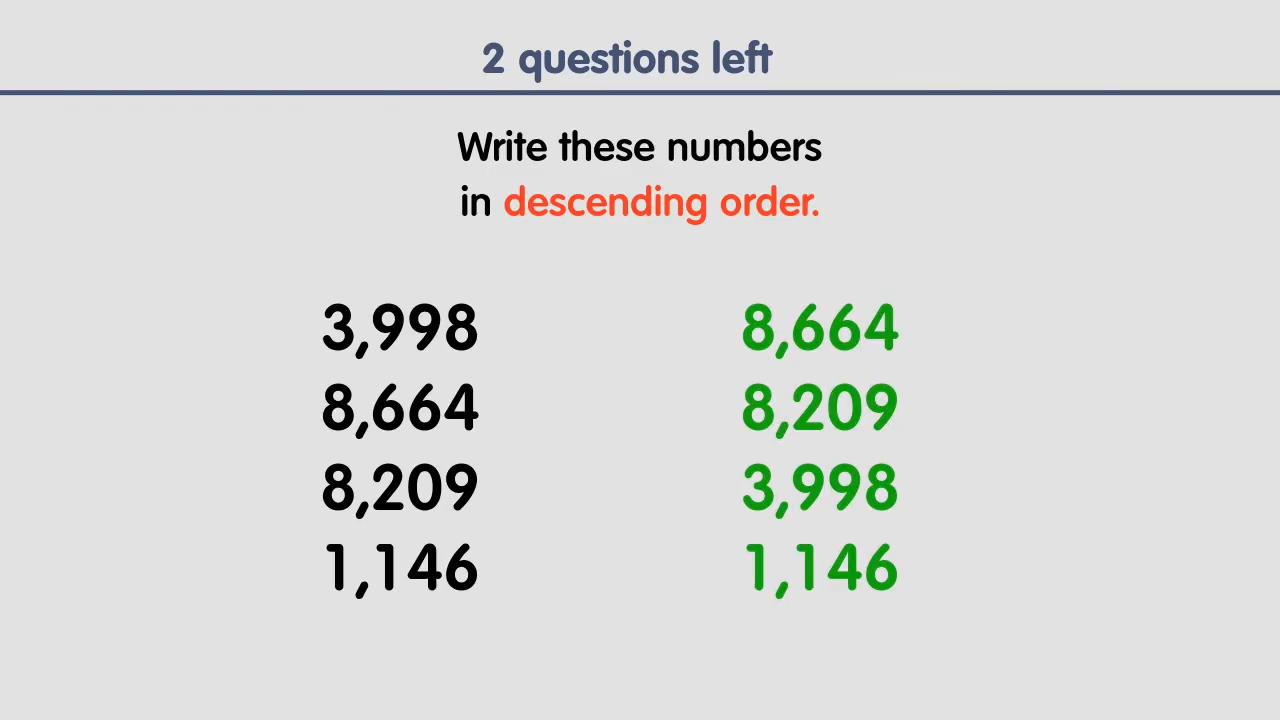 2 questions left
Write these numbers
in descending order.
3,998
8,664
8,209
1,146
8,664
8,209
3,998
1,146